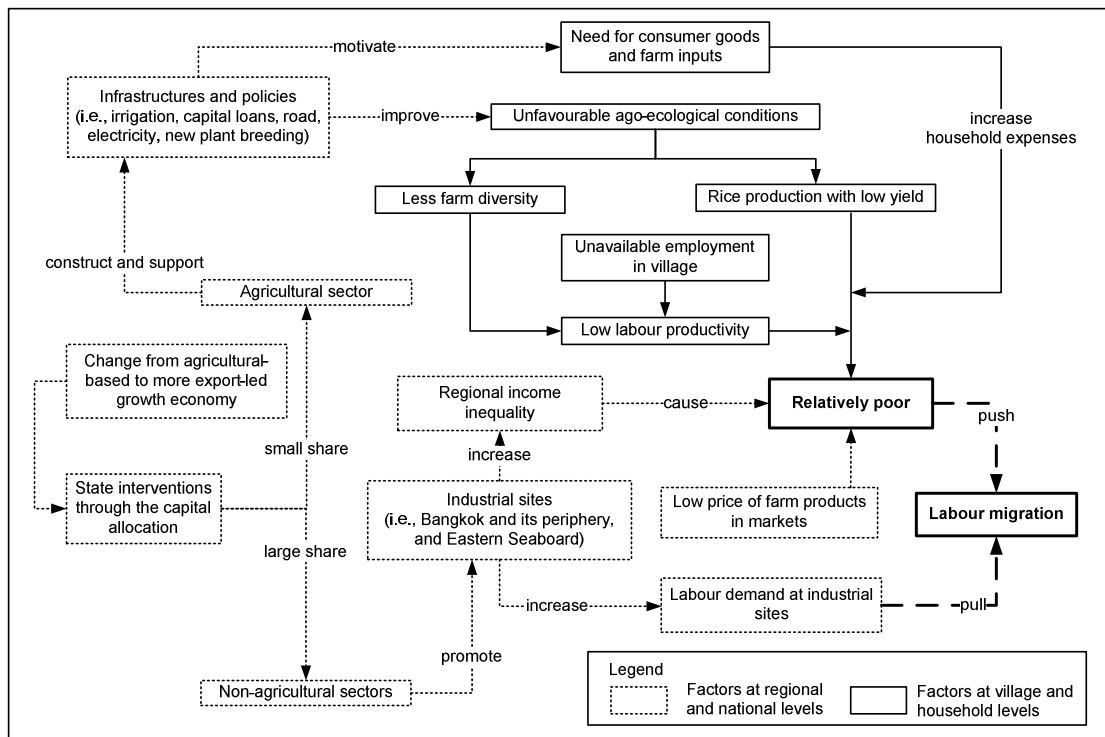 motivate
Need for consumer goods
and farm inputs
Infrastructures and policies
(i.e., irrigation, capital loans, road,
electricity, new plant breeding)
improve
Unfavourable ago-ecological conditions
increase
household expenses
Less farm diversity
Rice production with low yield
Unavailable employment
in village
construct and support
Agricultural sector
Low labour productivity
Change from agricultural-
based to more export-led
growth economy
Regional income
inequality
cause
Relatively poor
push
small share
increase
State interventions
through the capital
allocation
Industrial sites
(i.e., Bangkok and its periphery,
and Eastern Seaboard)
Low price of farm products
in markets
Labour migration
large share
increase
Labour demand at industrial
sites
pull
promote
Non-agricultural sectors
Legend
Factors at regional
and national levels
Factors at village and
household levels